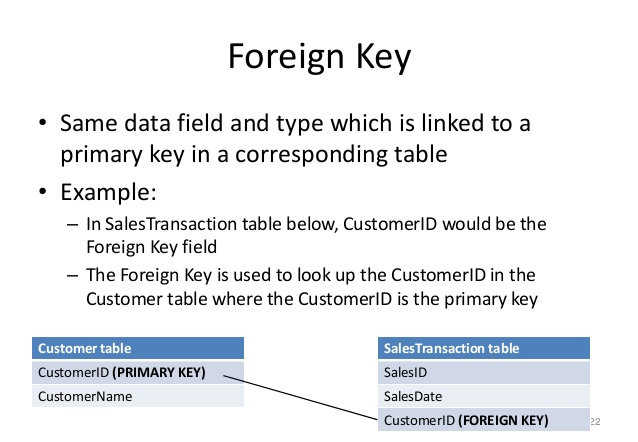 Foreign Key
• Same data field and type which is linked to a
primary key in a corresponding table
• Example:
– In SalesTransaction table below, CustomerID would be the
Foreign Key field
– The Foreign Key is used to look up the CustomerID in the
Customer table where the CustomerID is the primary key
Customer table
CustomerID (PRIMARY KEY)
CustomerName
SalesTransaction table
SalesID
SalesDate
CustomerID (FOREIGN KEY)
22